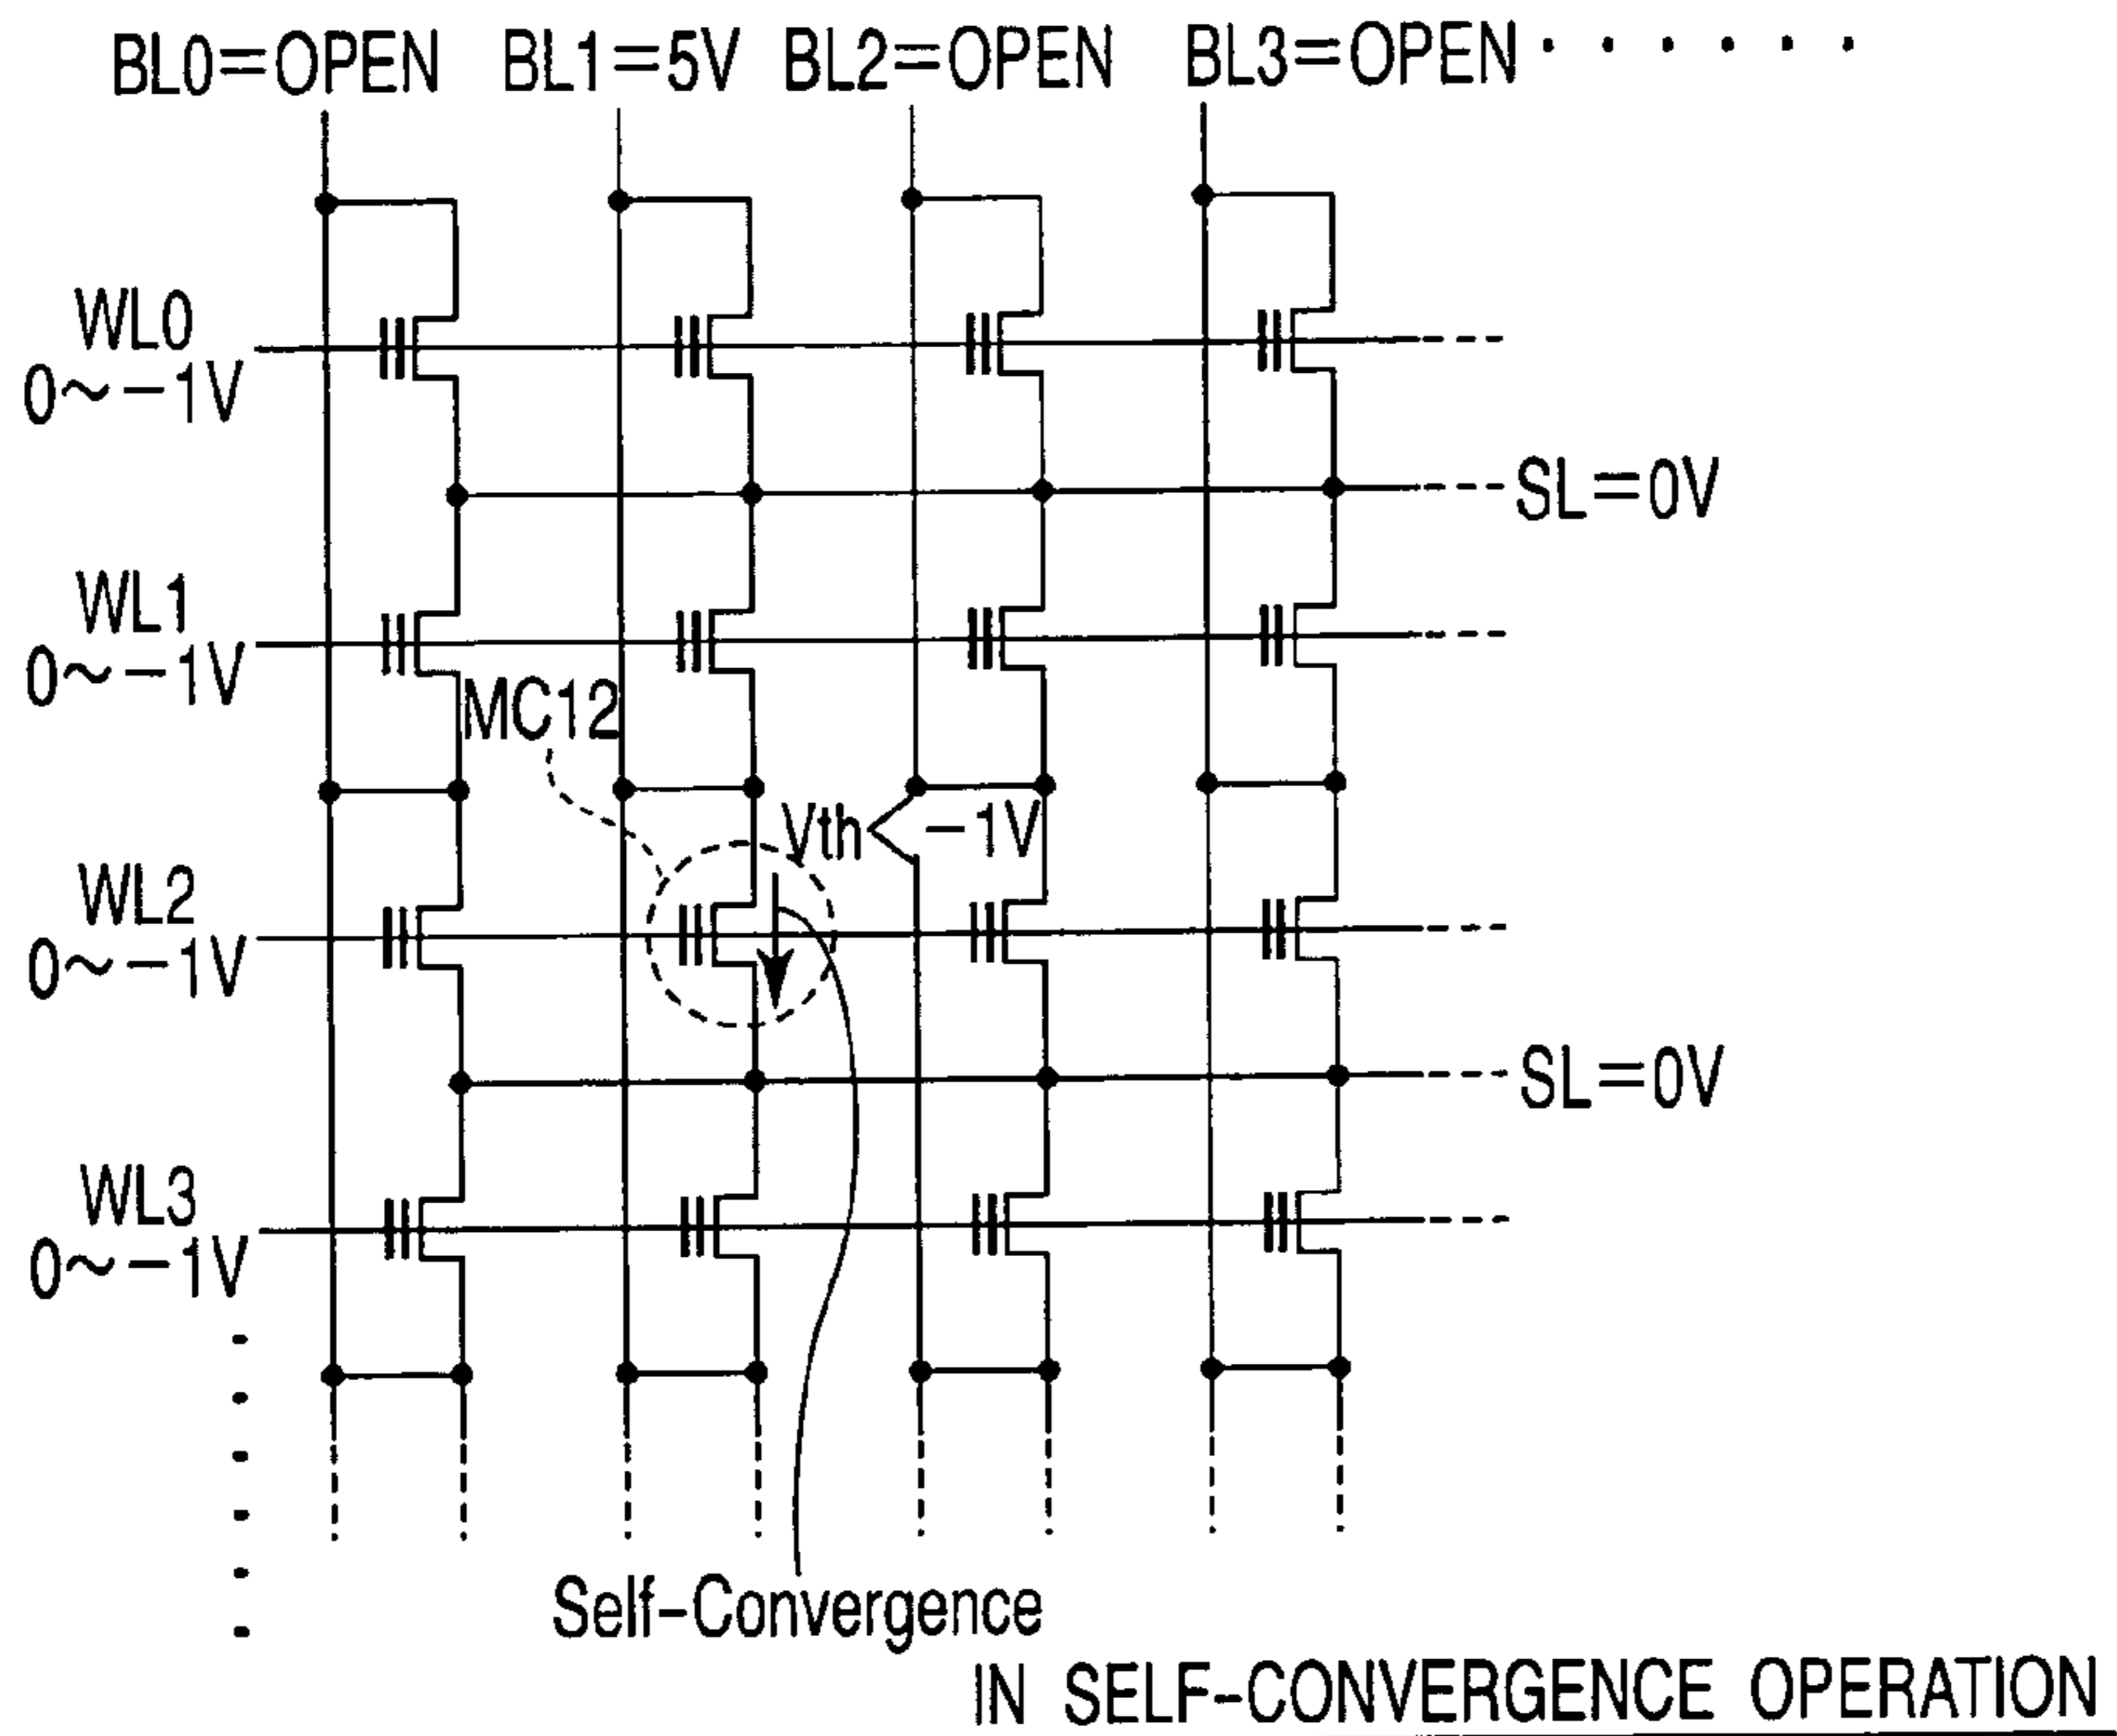 BL0=OPEN BL1=5V BL2=OPEN BL3=OPEN · · · · · ·
WL0
0~-1V
SL=0V
WL1
0~-1V
MC12
Vth<-1V
WL2
0~-1V
SL=0V
WL3
0~-1V
Self-Convergence
IN SELF-CONVERGENCE OPERATION